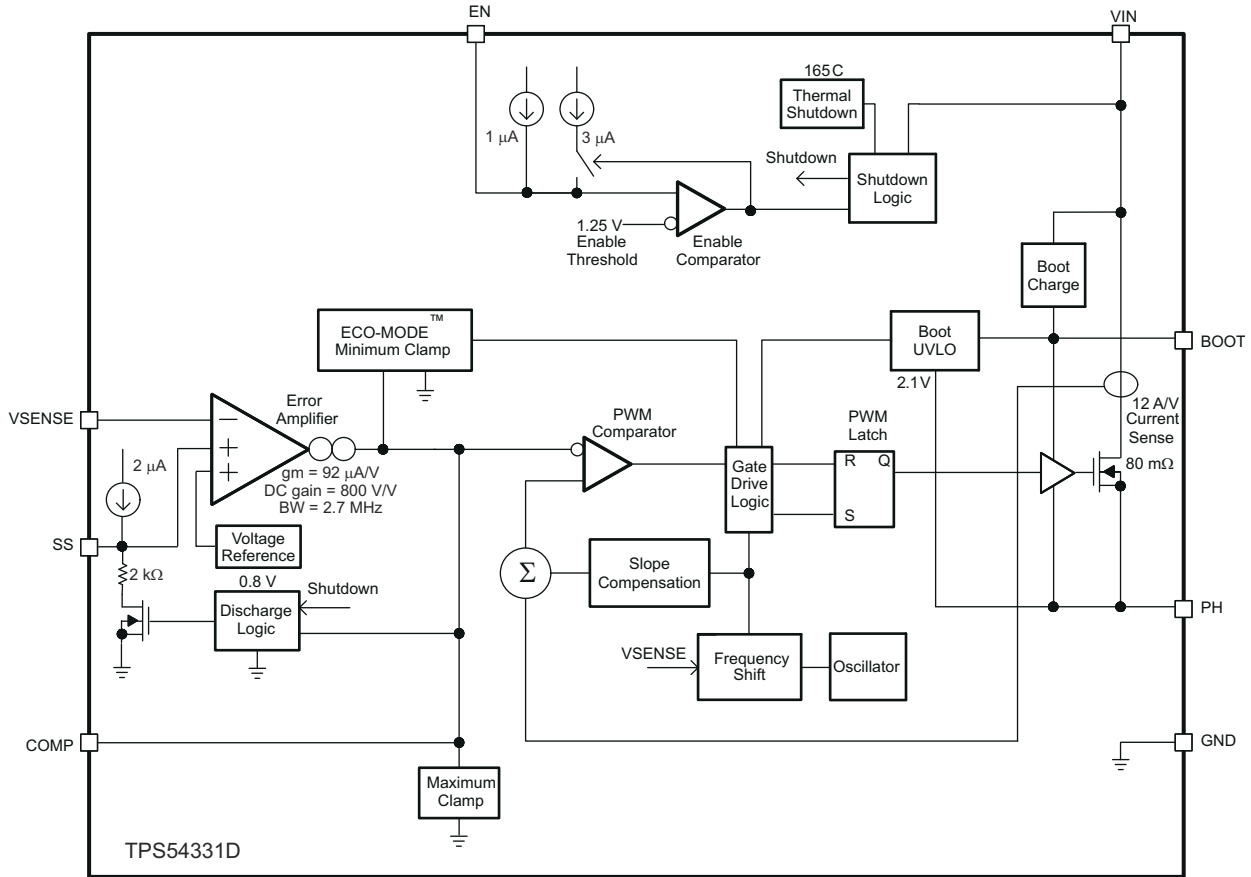 EN
VIN
165 C
Thermal
Shutdown
1 μA
3 μA
Shutdown
Shutdown
Logic
1.25 V
Enable
Threshold
Enable
Comparator
Boot
Charge
ECO-MODE™
Minimum Clamp
Boot
UVLO
BOOT
2.1V
12 A/V
Current
Sense
VSENSE
Error
Amplifier
PWM
Comparator
PWM
Latch
−
+
+
gm = 92 μA/V
DC gain = 800 V/V
BW = 2.7 MHz
2 μA
Gate
Drive
Logic
R
Q
S
80 mΩ
SS
Voltage
Reference
2 kΩ
0.8 V
Shutdown
Discharge
Logic
Σ
Slope
Compensation
PH
VSENSE
Frequency
Shift
Oscillator
COMP
GND
Maximum
Clamp
TPS54331D